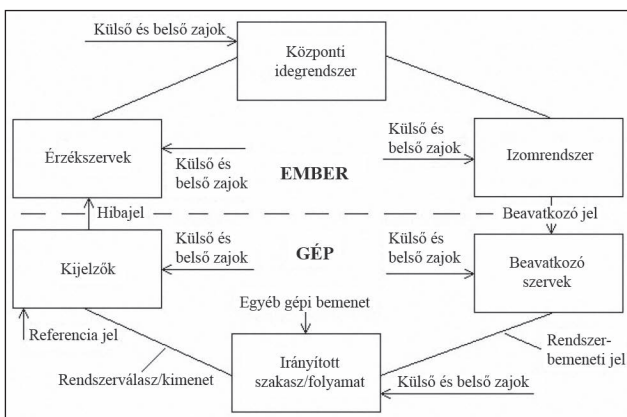 Külső és belső zajok
Központi
idegrendszer
Érzékszervek
Külső és
belső zajok
EMBER
Külső és
belső zajok
Izomrendszer
Hibajel
Beavatkozó jel
Kijelzők
Külső és
belső zajok
GÉP
Külső és
belső zajok
Beavatkozó
szervek
Egyéb gépi bemenet
Referencia jel
Rendszerválasz/kimenet
Irányított
szakasz/folyamat
Rendszer-
bemeneti jel
Külső és belső zajok